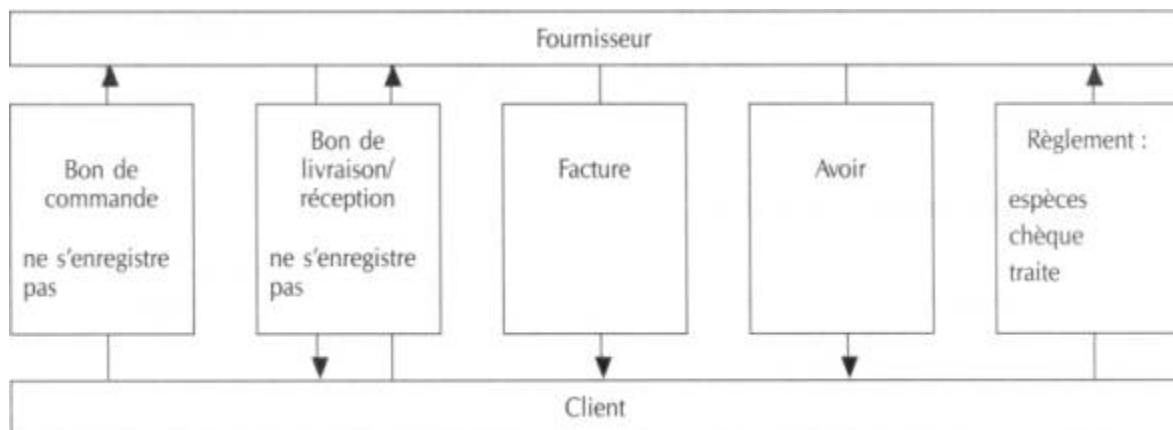 Fournisseur
Bon de
commande
ne s'enregistre
pas
Bon de
livraison/
réception
ne s'enregistre
pas
Facture
Avoir
Règlement :
espèces
chèque
traite
Client